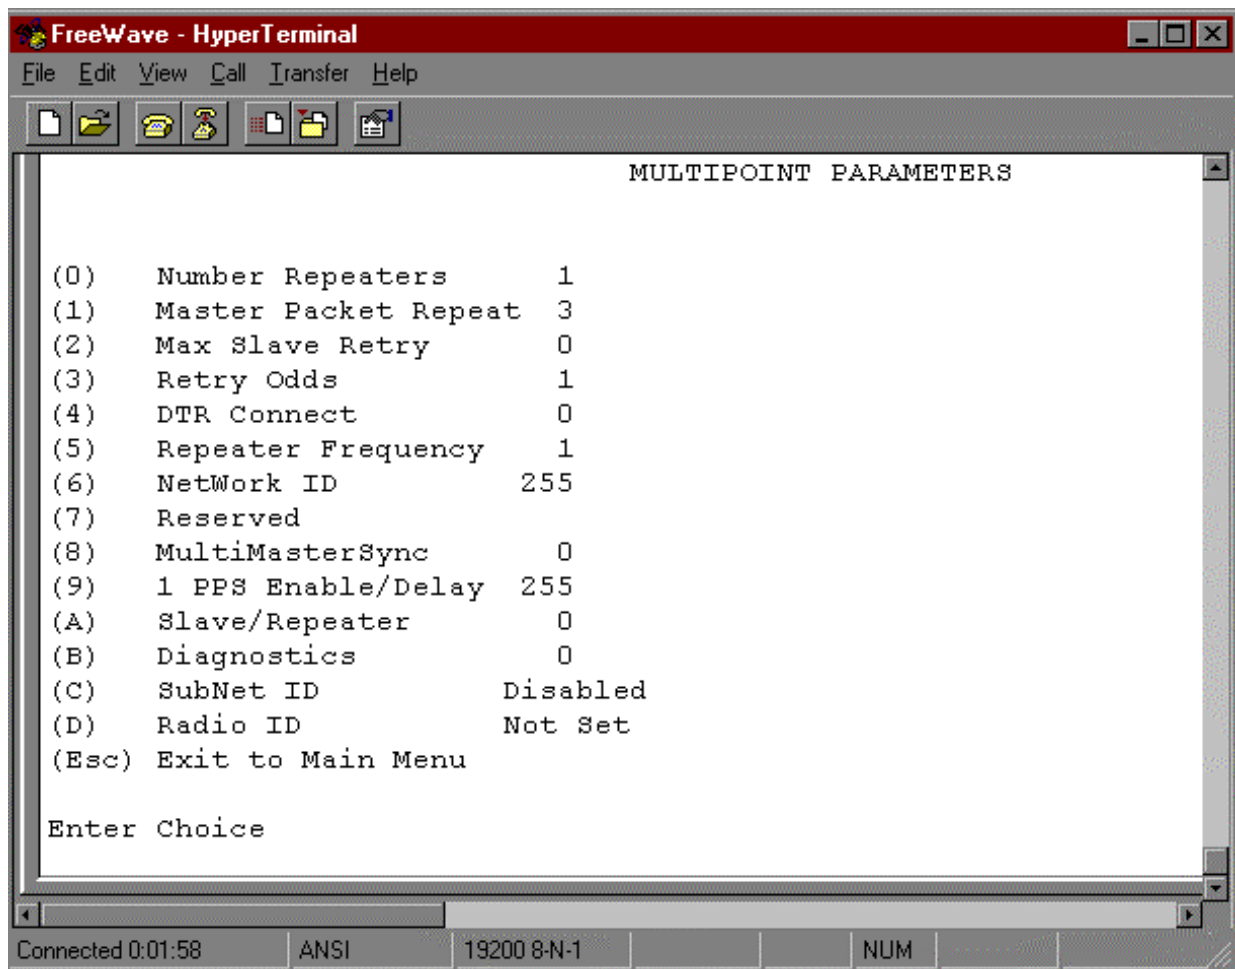 FreeWave - HyperTerminal
File Edit View Call Transfer Help
MULTIPOINT PARAMETERS
(0) Number Repeaters 1
(1) Master Packet Repeat 3
(2) Max Slave Retry 0
(3) Retry Odds 1
(4) DTR Connect 0
(5) Repeater Frequency 1
(6) NetWork ID 255
(7) Reserved
(8) MultiMasterSync 0
(9) 1 PPS Enable/Delay 255
(A) Slave/Repeater 0
(B) Diagnostics 0
(C) SubNet ID Disabled
(D) Radio ID Not Set
(Esc) Exit to Main Menu
Enter Choice
Connected 0:01:58 ANSI 19200 8-N-1 NUM